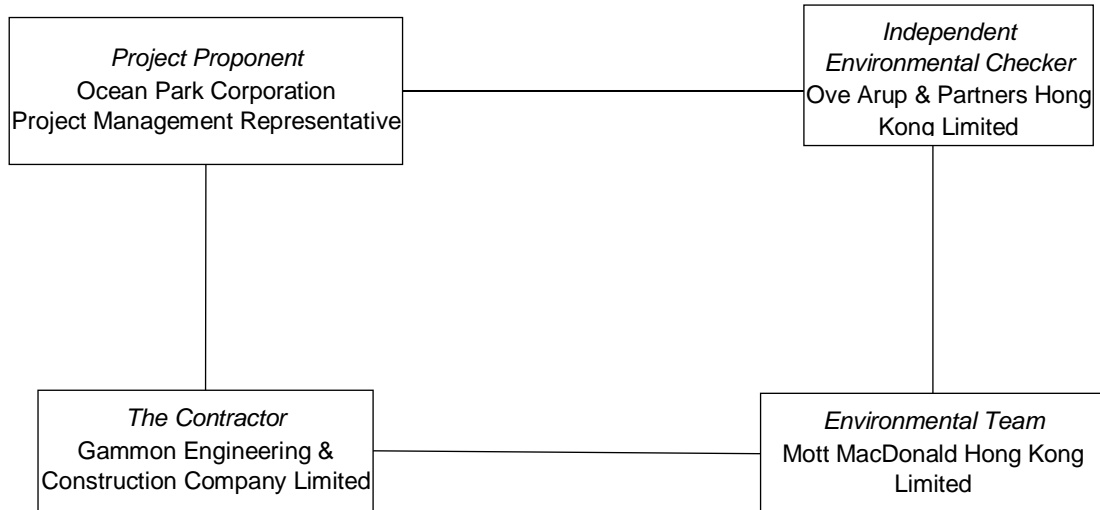 Project Proponent
Ocean Park Corporation
Project Management Representative
Independent
Environmental Checker
Ove Arup & Partners Hong
Kong Limited
The Contractor
Gammon Engineering &
Construction Company Limited
Environmental Team
Mott MacDonald Hong Kong
Limited